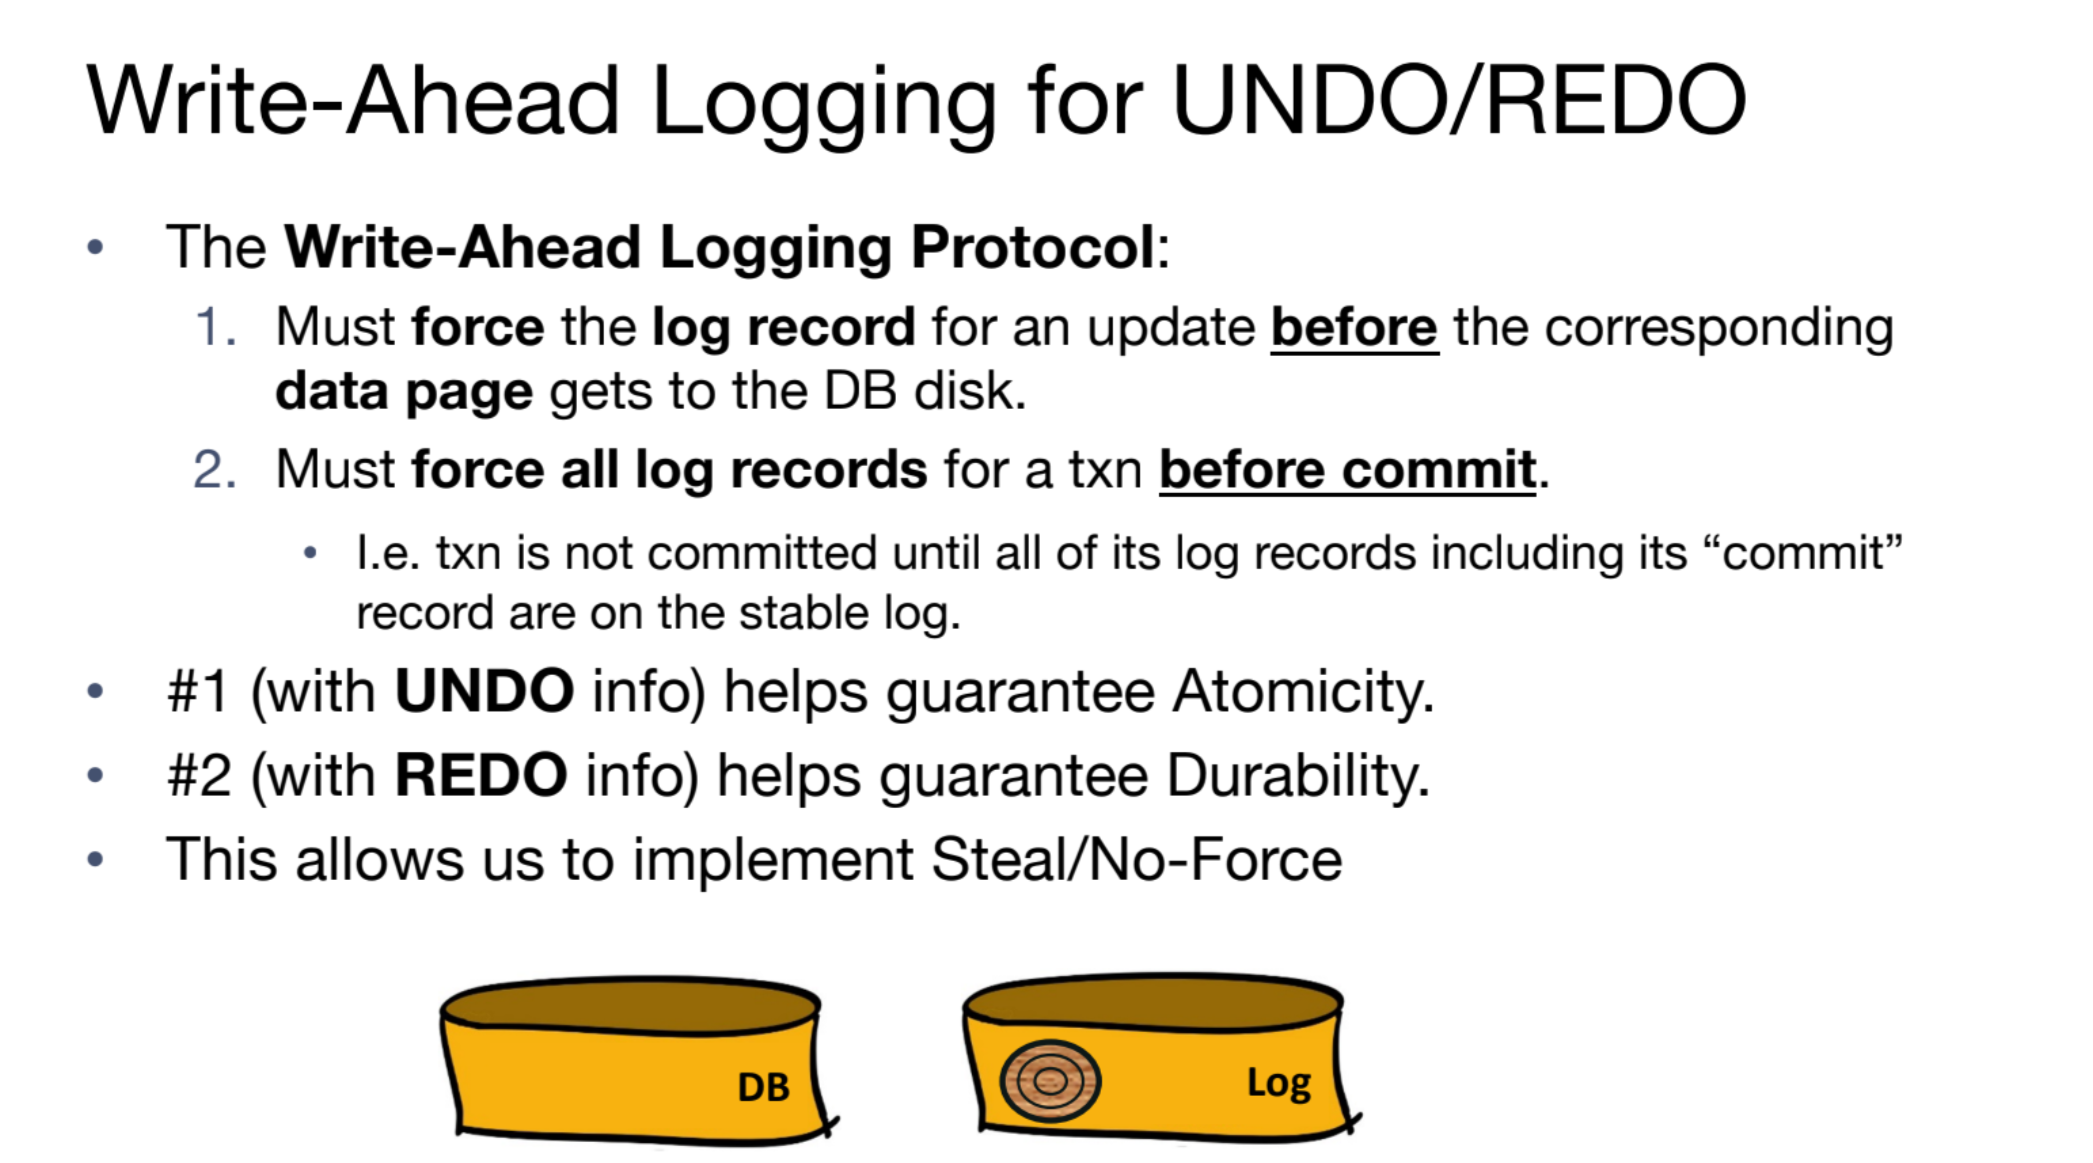 Write-Ahead Logging for UNDO/REDO
• The Write-Ahead Logging Protocol:
1. Must force the log record for an update before the corresponding
data page gets to the DB disk.
2. Must force all log records for a txn before commit.
• I.e. txn is not committed until all of its log records including its “commit”
record are on the stable log.
• #1 (with UNDO info) helps guarantee Atomicity.
• #2 (with REDO info) helps guarantee Durability.
• This allows us to implement Steal/No-Force
DB
Log